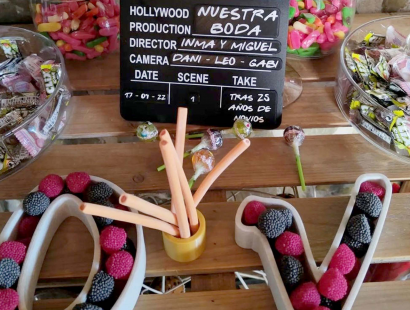 HOLLYWOOD NUESTRA
PRODUCTION BODA
DIRECTOR INMA Y MIGUEL
CAMERA DANI - LEO - GABI
DATE SCENE TAKE
17-09-22 1 TRAS 25
AÑOS DE
NOVIOS